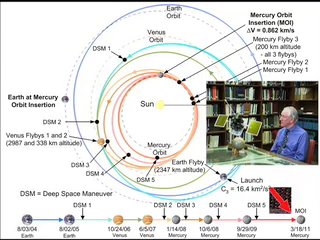 Earth
Orbit
Venus
Orbit
DSM 1
Mercury Orbit
Insertion (MOI)
ΔV = 0.862 km/s
Mercury Flyby 3
(200 km altitude
- all 3 flybys)
Mercury Flyby 2
Mercury Flyby 1
Earth at Mercury
Orbit Insertion
Sun
DSM 2
Venus Flybys 1 and 2
(2987 and 338 km altitude)
DSM 3
DSM 4
Mercury
Orbit
DSM 5
Earth Flyby
(2347 km altitude)
Launch
C3 = 16.4 km²/s²
DSM = Deep Space Maneuver
DSM 1
DSM 2
DSM 3
DSM 4
DSM 5
MOI
8/03/04
8/02/05
10/24/06
6/5/07
1/14/08
10/6/08
9/29/09
3/18/11
Earth
Earth
Venus
Venus
Mercury
Mercury
Mercury
Mercury